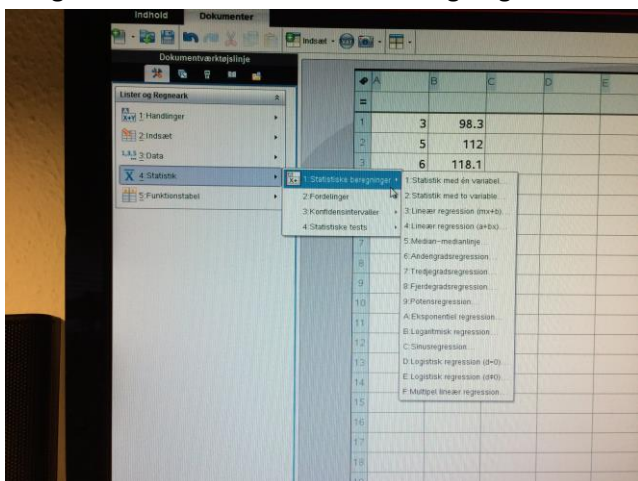 Indhold Dokumenter
Indsæt
Dokumentværktøjslinje
Lister og Regneark
1:Handlinger
2:Indsæt
3:Data
4:Statistik
5:Funktionstabel
1:Statistiske beregninger
2:Fordelinger
3:Konfidensintervaller
4:Statistiske tests
1:Statistik med én variabel...
2:Statistik med to variable...
3:Lineær regression (mx+b)...
4:Lineær regression (a+bx)...
5:Median-medianlinje...
6:Andengradsregression...
7:Tredjegradsregression...
8:Fjerdegradsregression...
9:Potensregression...
A:Eksponentiel regression...
B:Logaritmisk regression...
C:Sinusregression...
D:Logistisk regression (d=0)...
E:Logistisk regression (d≠0)...
F:Multipel lineær regression...
A B C D E
=
1 3 98.3
2 5 112
3 6 118.1
7
8
9
10
11
12
13
14
15
16
17
18